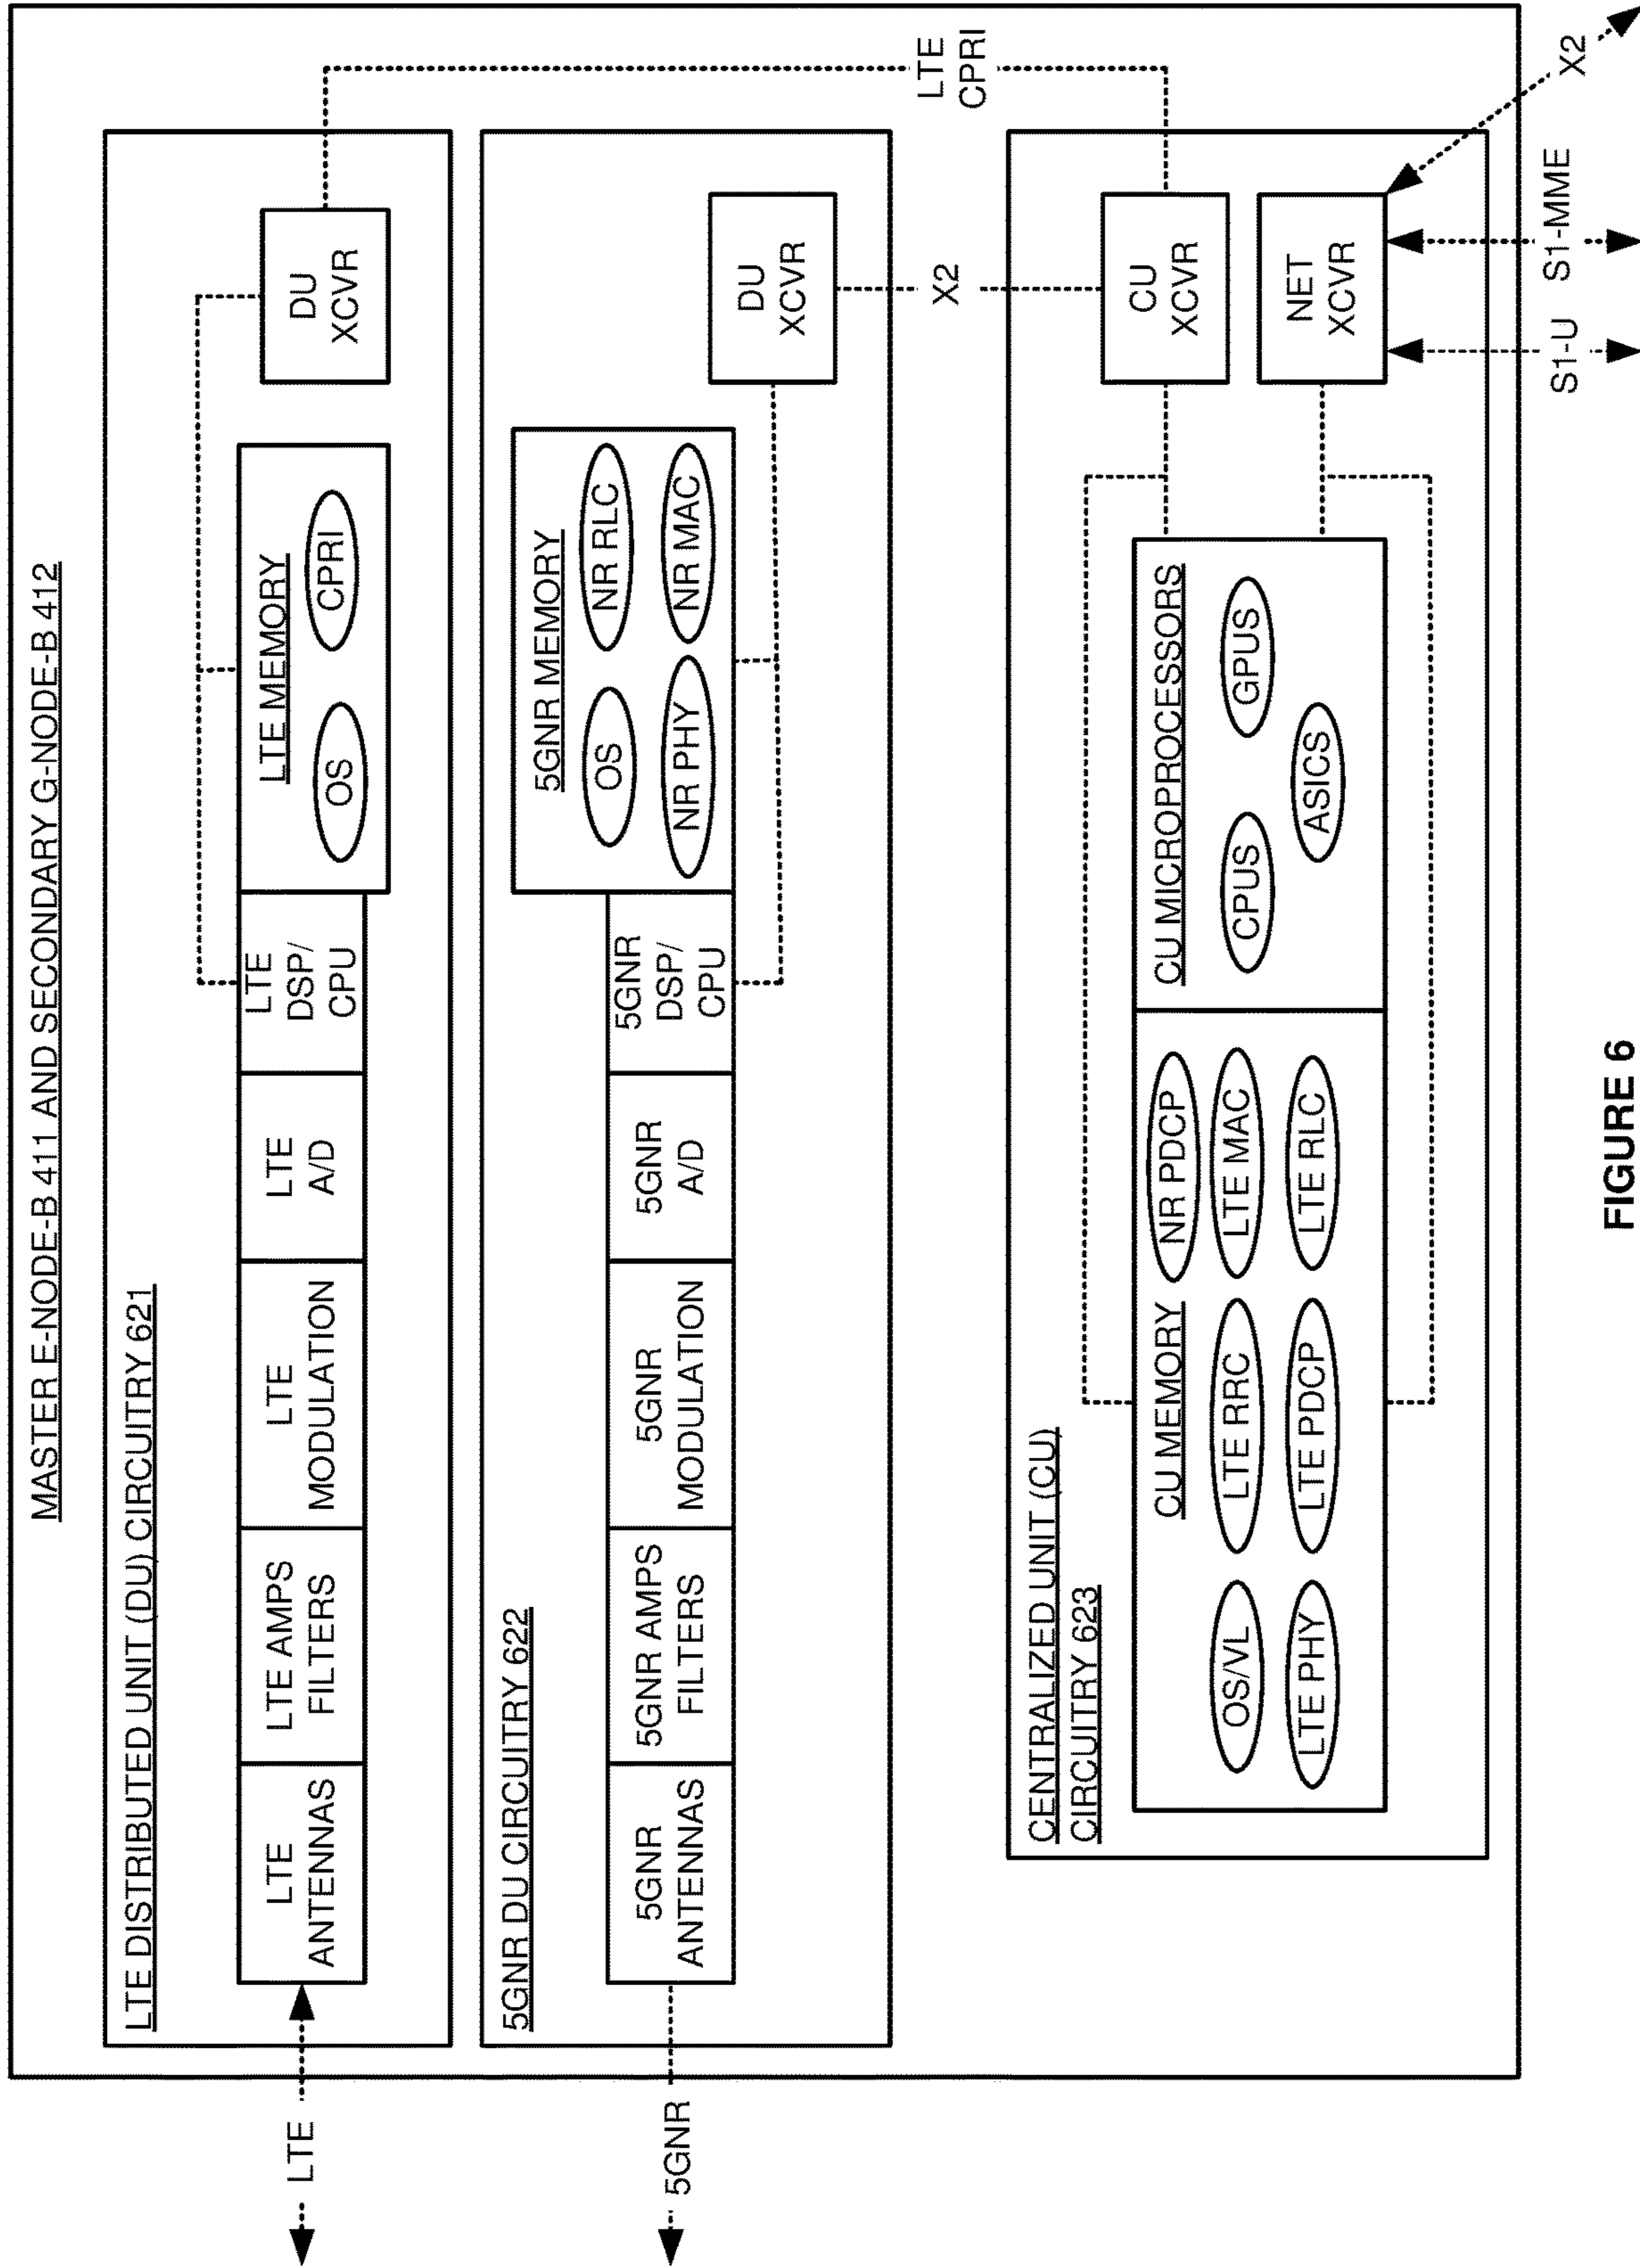 MASTER E-NODE-B 411 AND SECONDARY G-NODE-B 412
LTE DISTRIBUTED UNIT (DU) CIRCUITRY 621
LTE
LTE
ANTENNAS
LTE AMPS
FILTERS
LTE
MODULATION
LTE
A/D
LTE
DSP/
CPU
LTE MEMORY
OS
CPRI
DU
XCVR
5GNR DU CIRCUITRY 622
5GNR
5GNR
ANTENNAS
5GNR AMPS
FILTERS
5GNR
MODULATION
5GNR
A/D
5GNR
DSP/
CPU
5GNR MEMORY
OS
NR RLC
NR PHY
NR MAC
DU
XCVR
LTE
CPRI
X2
CENTRALIZED UNIT (CU)
CIRCUITRY 623
CU MEMORY
NR PDCP
OS/VL
LTE RRC
LTE MAC
LTE PHY
LTE PDCP
LTE RLC
CU MICROPROCESSORS
CPUS
GPUS
ASICS
CU
XCVR
NET
XCVR
S1-U
S1-MME
X2
FIGURE 6